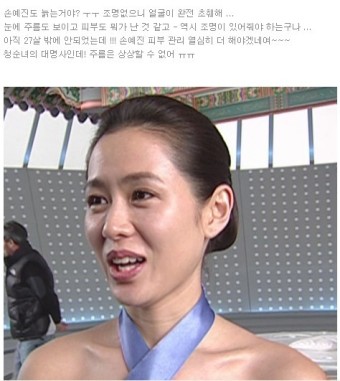 손예진도 늙는거야? ㅜㅜ 조명없으니 얼굴이 완전 초췌해 ...
눈에 주름도 보이고 피부도 뭐가 난 것 같고 - 역시 조명이 있어줘야 하는구나 ...
아직 27살 밖에 안되었는데 !!! 손예진 피부 관리 열심히 더 해야겠네여~~~
청순녀의 대명사인데! 주름은 상상할 수 없어 ㅠㅠ